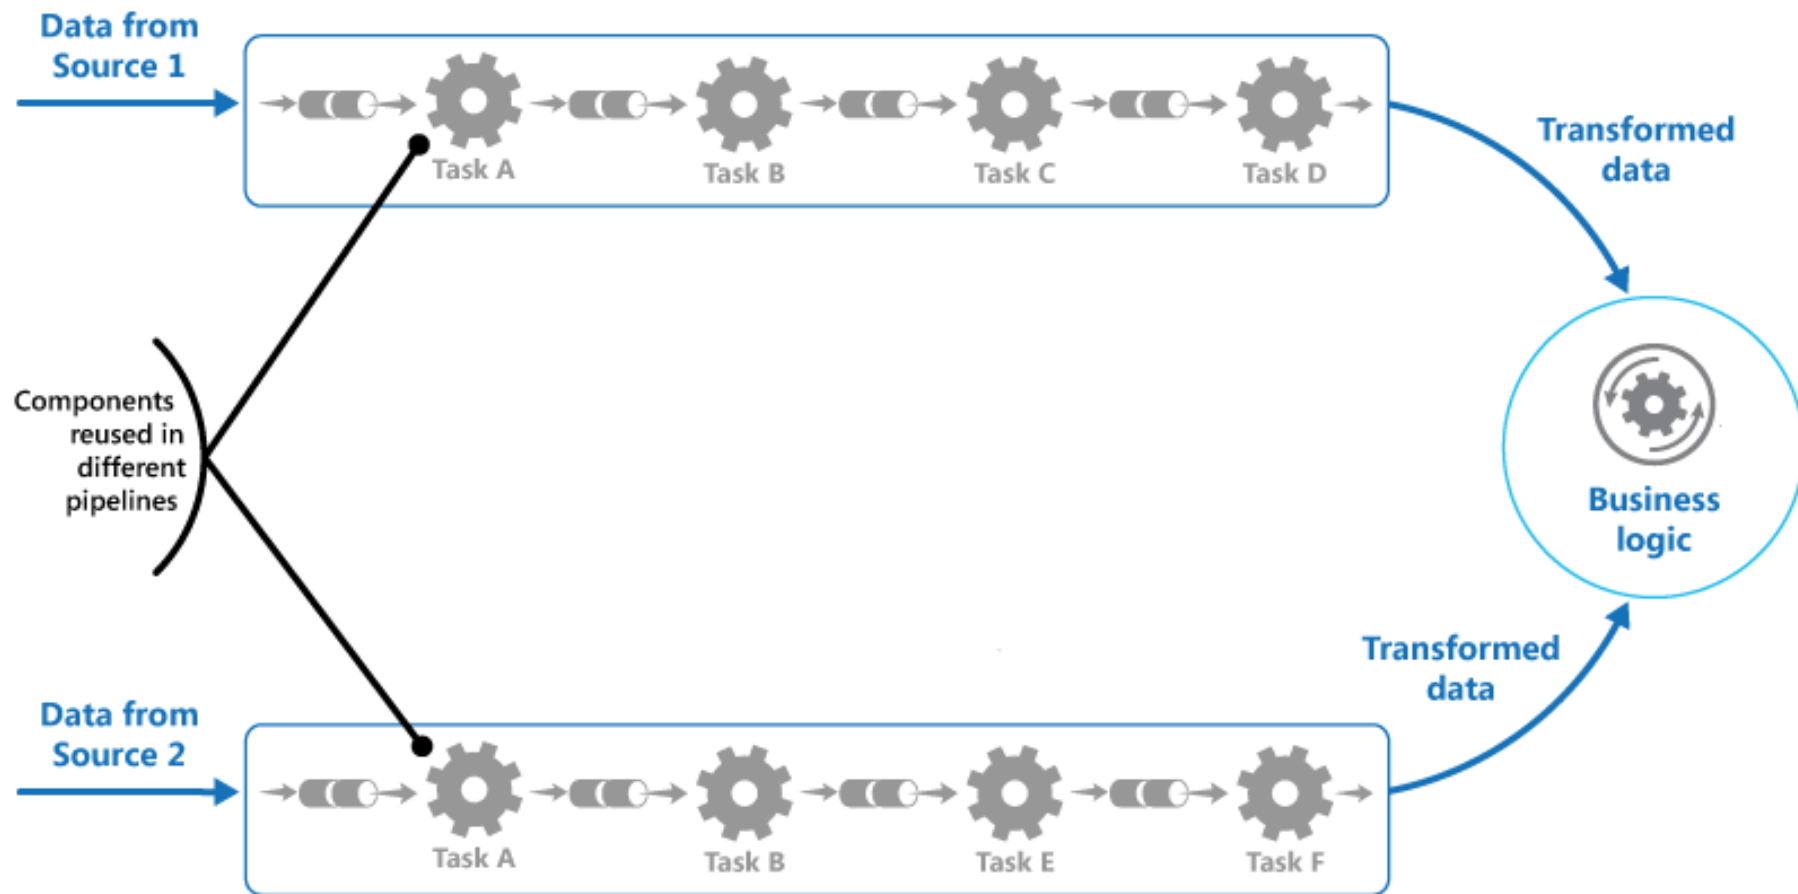 Data from
Source 1
Task A
Task B
Task C
Task D
Transformed
data
Components
reused in
different
pipelines
Business
logic
Transformed
data
Data from
Source 2
Task A
Task B
Task E
Task F